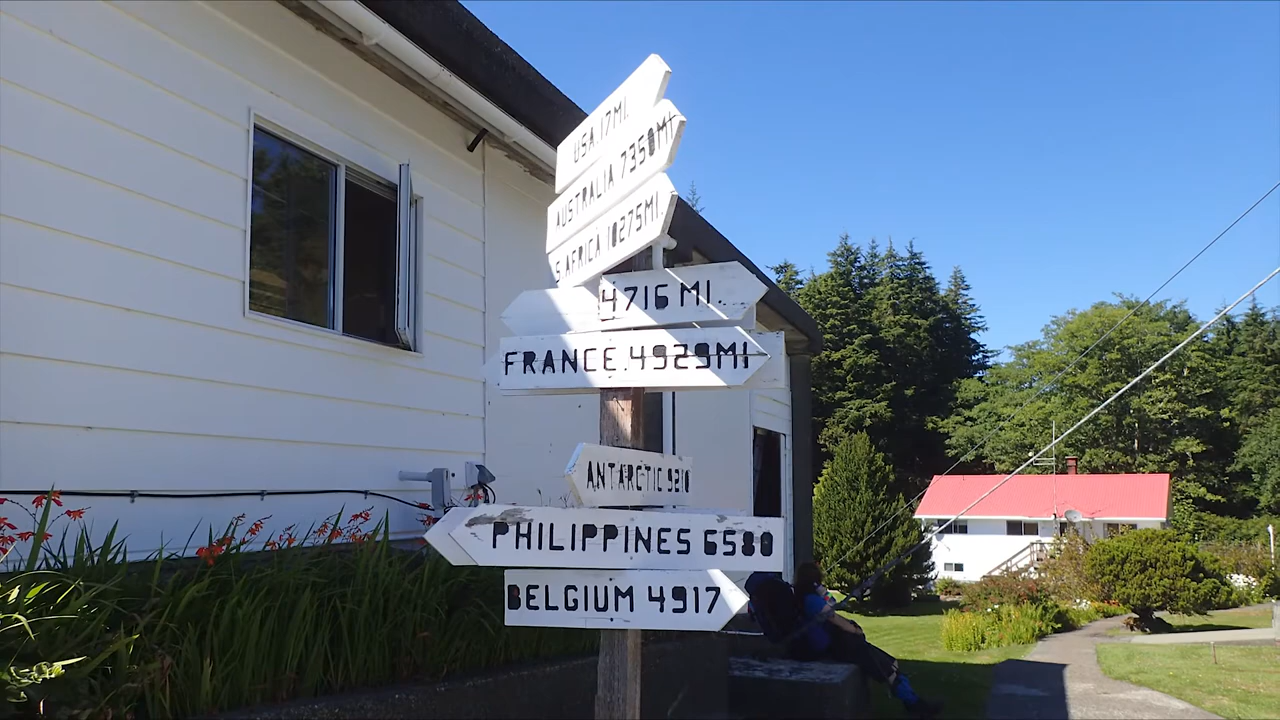 USA.17MI.
AUSTRALIA 7350MI
S.AFRICA 10275MI.
4716 MI.
FRANCE.4929MI
ANTARCTIC 9210
PHILIPPINES 6580
BELGIUM 4917